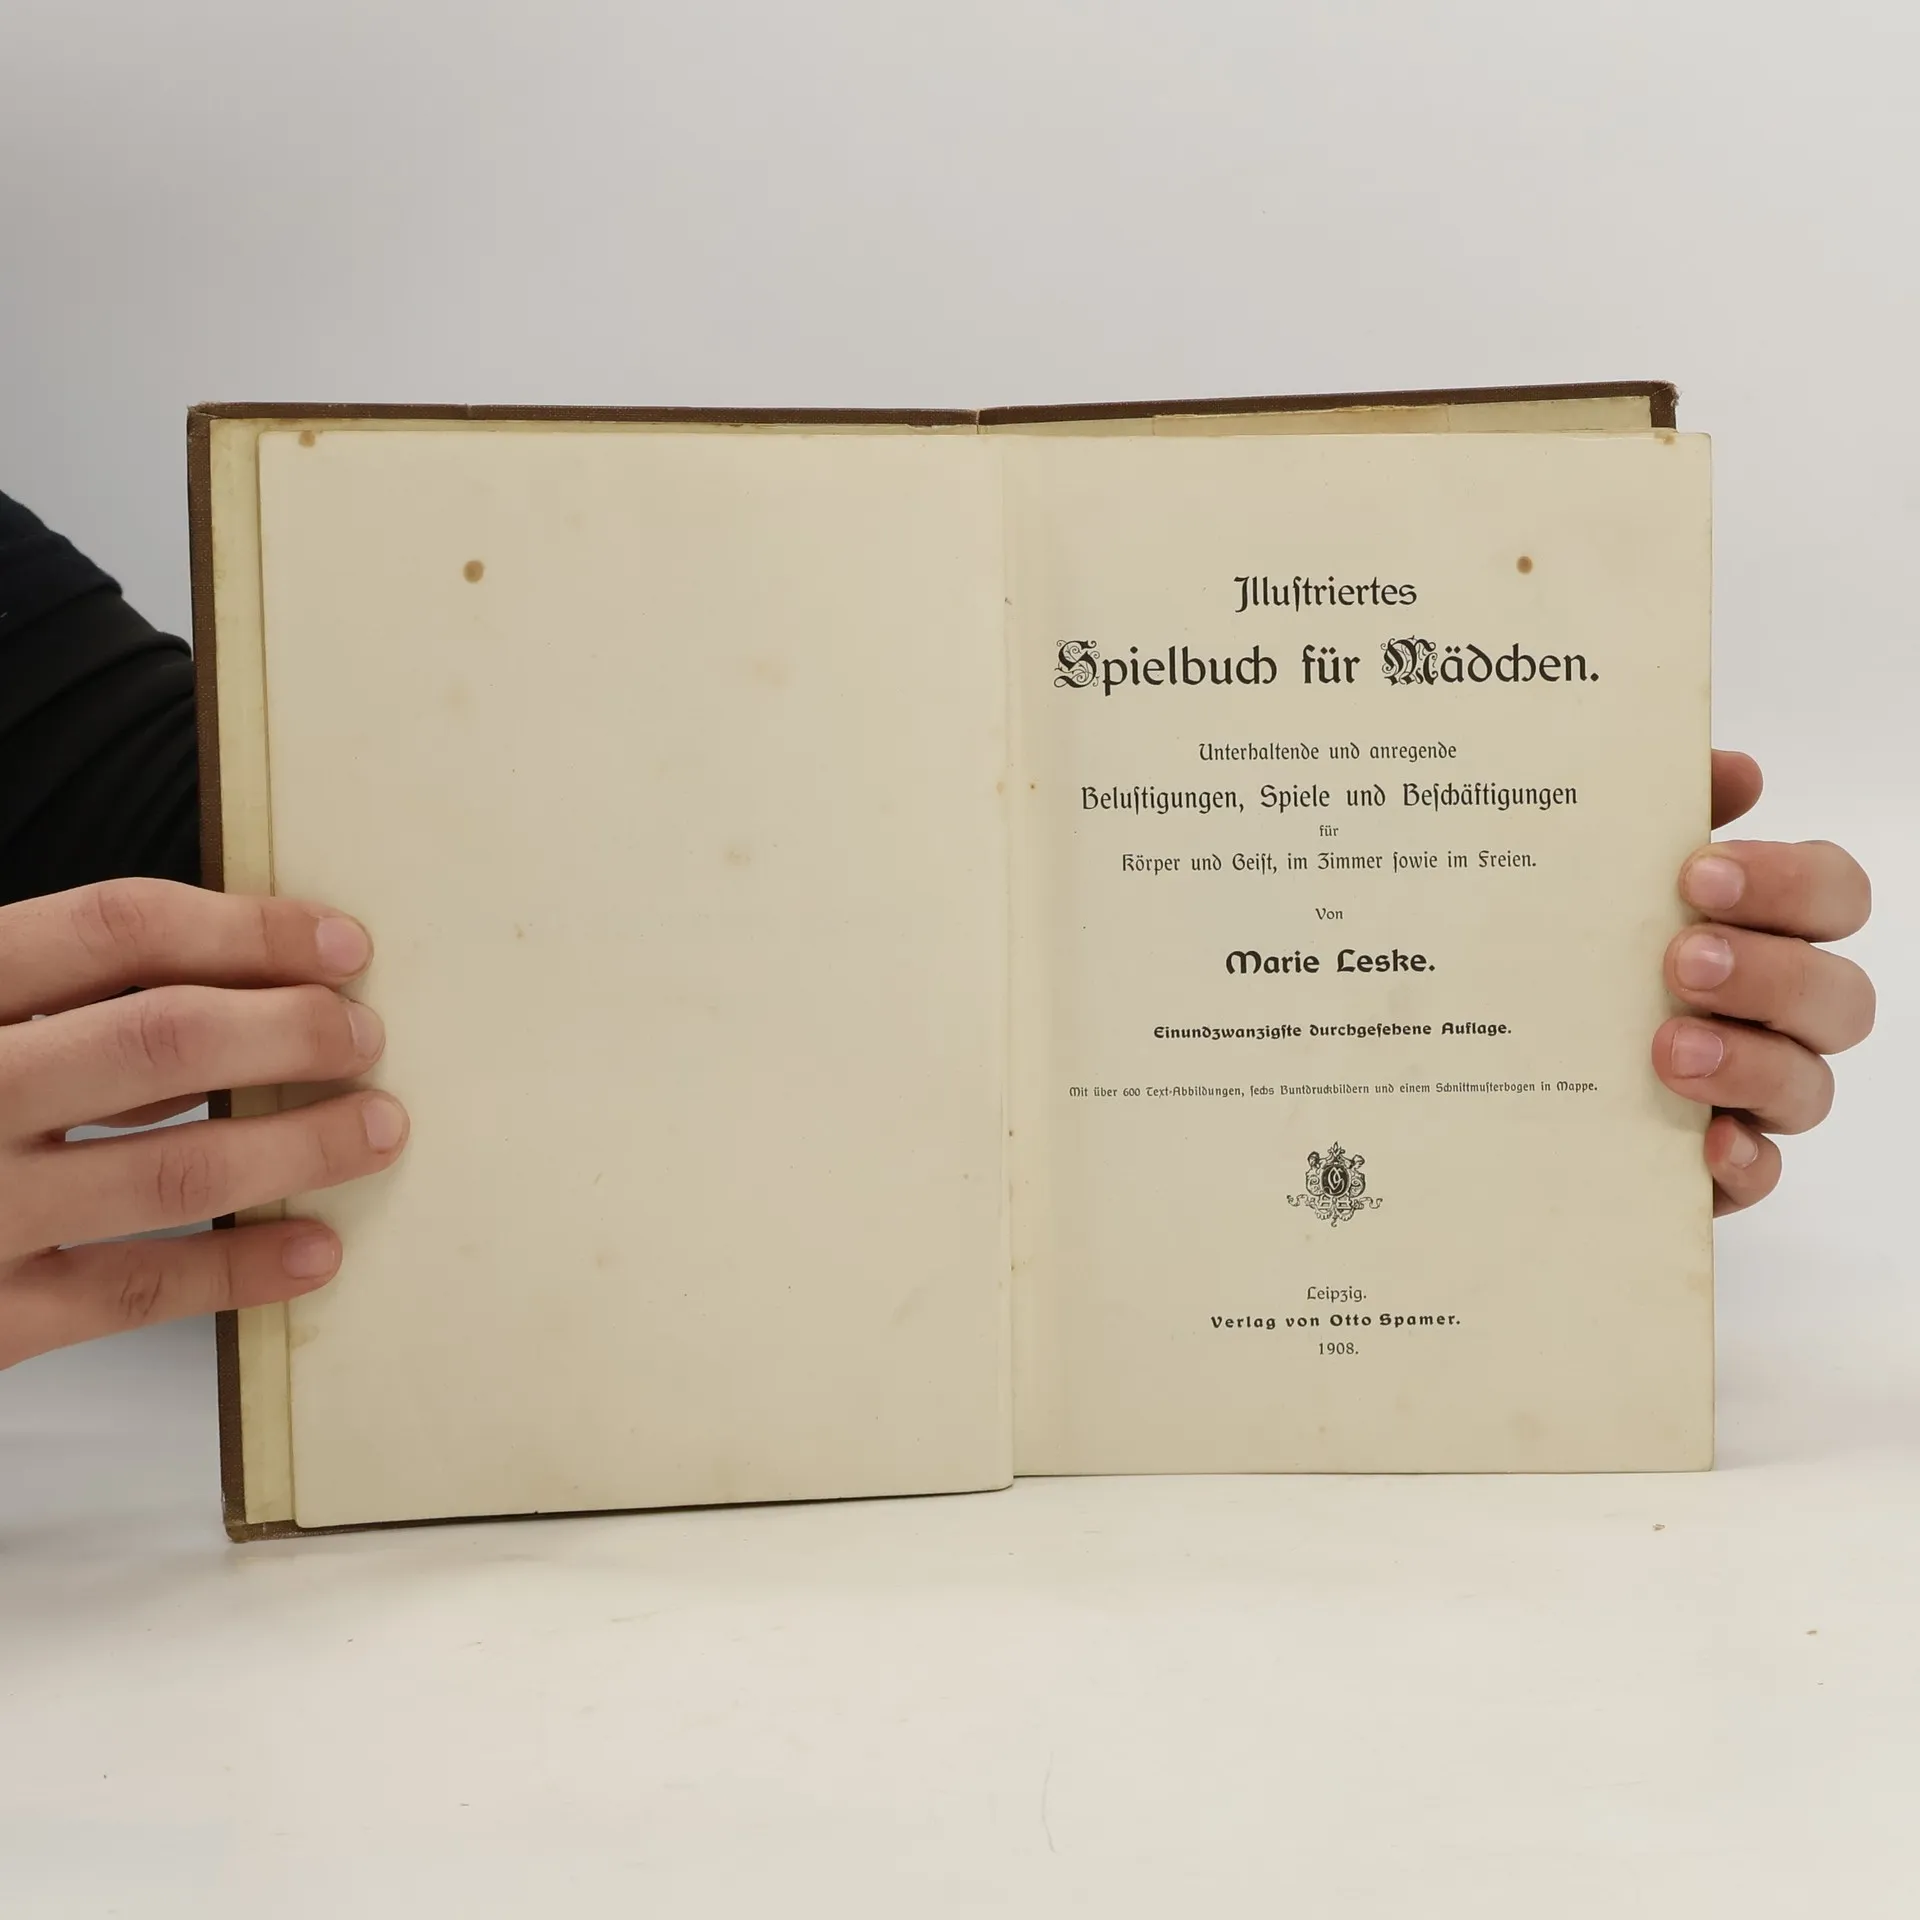 Illuſtriertes
Spielbuch für Mädchen.
Unterhaltende und anregende
Beluſtigungen, Spiele und Beſchäftigungen
für
Körper und Geiſt, im Zimmer ſowie im Freien.
Von
Marie Leske.
Einundzwanzigſte durchgeſehene Auflage.
Mit über 600 Text-Abbildungen, ſechs Buntdruckbildern und einem Schnittmuſterbogen in Mappe.
Leipzig.
Verlag von Otto Spamer.
1908.